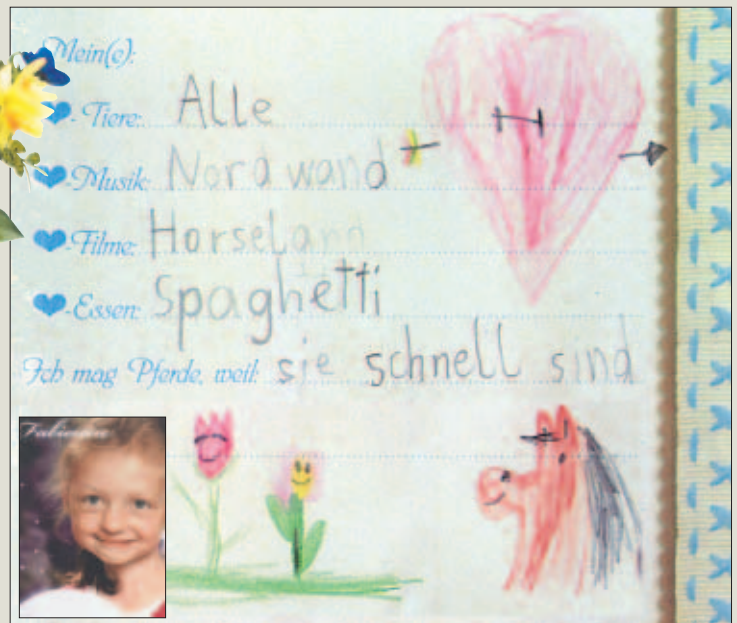 Mein(e):
-Tiere: Alle
-Musik: Nordwand
-Filme: Horseland
-Essen: Spaghetti
Ich mag Pferde, weil: sie schnell sind